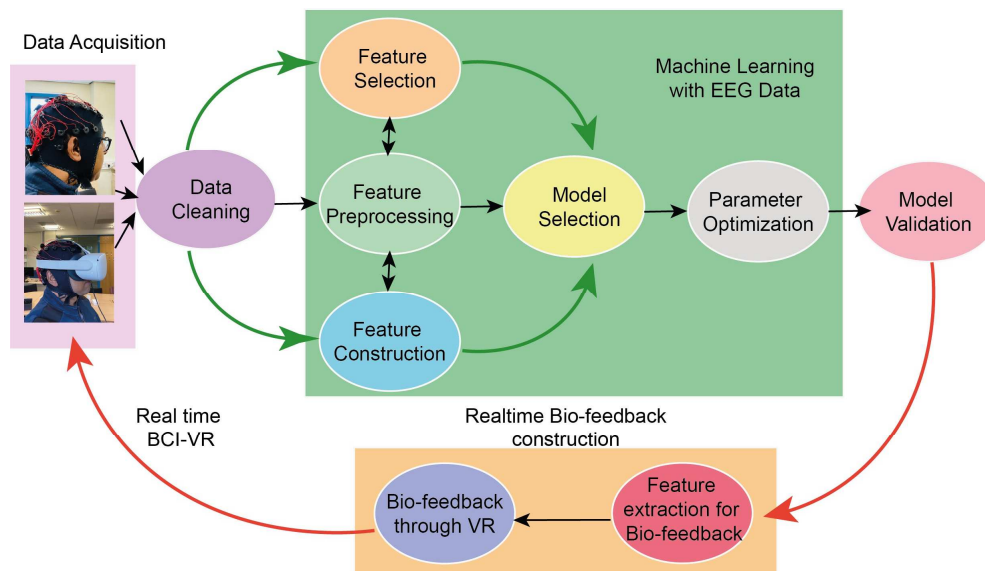 Data Acquisition
Feature
Selection
Machine Learning
with EEG Data
Data
Cleaning
Feature
Preprocessing
Model
Selection
Parameter
Optimization
Model
Validation
Feature
Construction
Real time
BCI-VR
Realtime Bio-feedback
construction
Bio-feedback
through VR
Feature
extraction for
Bio-feedback